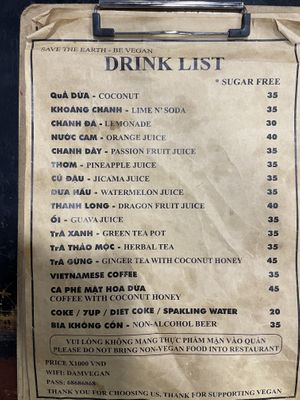 SAVE THE EARTH - BE VEGAN
DRINK LIST
* SUGAR FREE
QUẢ DỪA - COCONUT 35
KHOÁNG CHANH - LIME N' SODA 35
CHANH ĐÁ - LEMONADE 30
NƯỚC CAM - ORANGE JUICE 40
CHANH DÂY - PASSION FRUIT JUICE 35
THƠM - PINEAPPLE JUICE 35
CỦ ĐẬU - JICAMA JUICE 35
DƯA HẤU - WATERMELON JUICE 35
THANH LONG - DRAGON FRUIT JUICE 40
ỔI - GUAVA JUICE 35
TRÀ XANH - GREEN TEA POT 35
TRÀ THẢO MỘC - HERBAL TEA 35
TRÀ GỪNG - GINGER TEA WITH COCONUT HONEY 45
VIETNAMESE COFFEE 35
CÀ PHÊ MẬT HOA DỪA 45
COFFEE WITH COCONUT HONEY
COKE / 7UP / DIET COKE / SPAKLING WATER 20
BIA KHÔNG CỒN - NON-ALCOHOL BEER 35
VUI LÒNG KHÔNG MANG THỰC PHẨM MẶN VÀO QUÁN
PLEASE DO NOT BRING NON-VEGAN FOOD INTO RESTAURANT
PRICE X1000 VND
WIFI: DAMVEGAN
PASS: 68686868
THANK YOU FOR CHOOSING US, THANK FOR SUPPORTING VEGAN